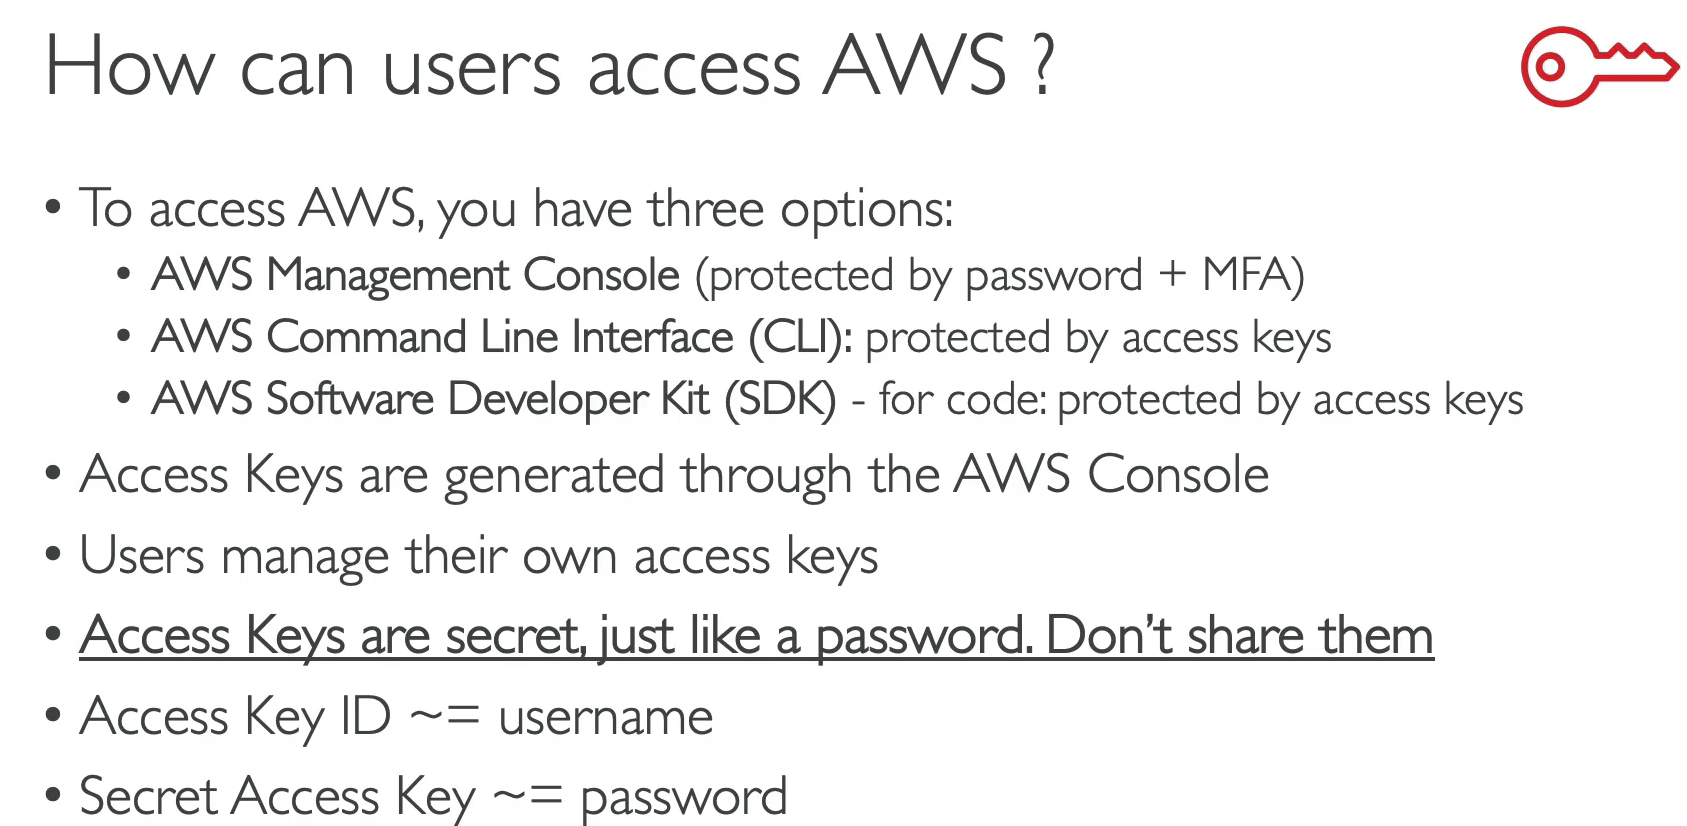 How can users access AWS ?
• To access AWS, you have three options:
• AWS Management Console (protected by password + MFA)
• AWS Command Line Interface (CLI): protected by access keys
• AWS Software Developer Kit (SDK) - for code: protected by access keys
• Access Keys are generated through the AWS Console
• Users manage their own access keys
• Access Keys are secret, just like a password. Don’t share them
• Access Key ID ~= username
• Secret Access Key ~= password